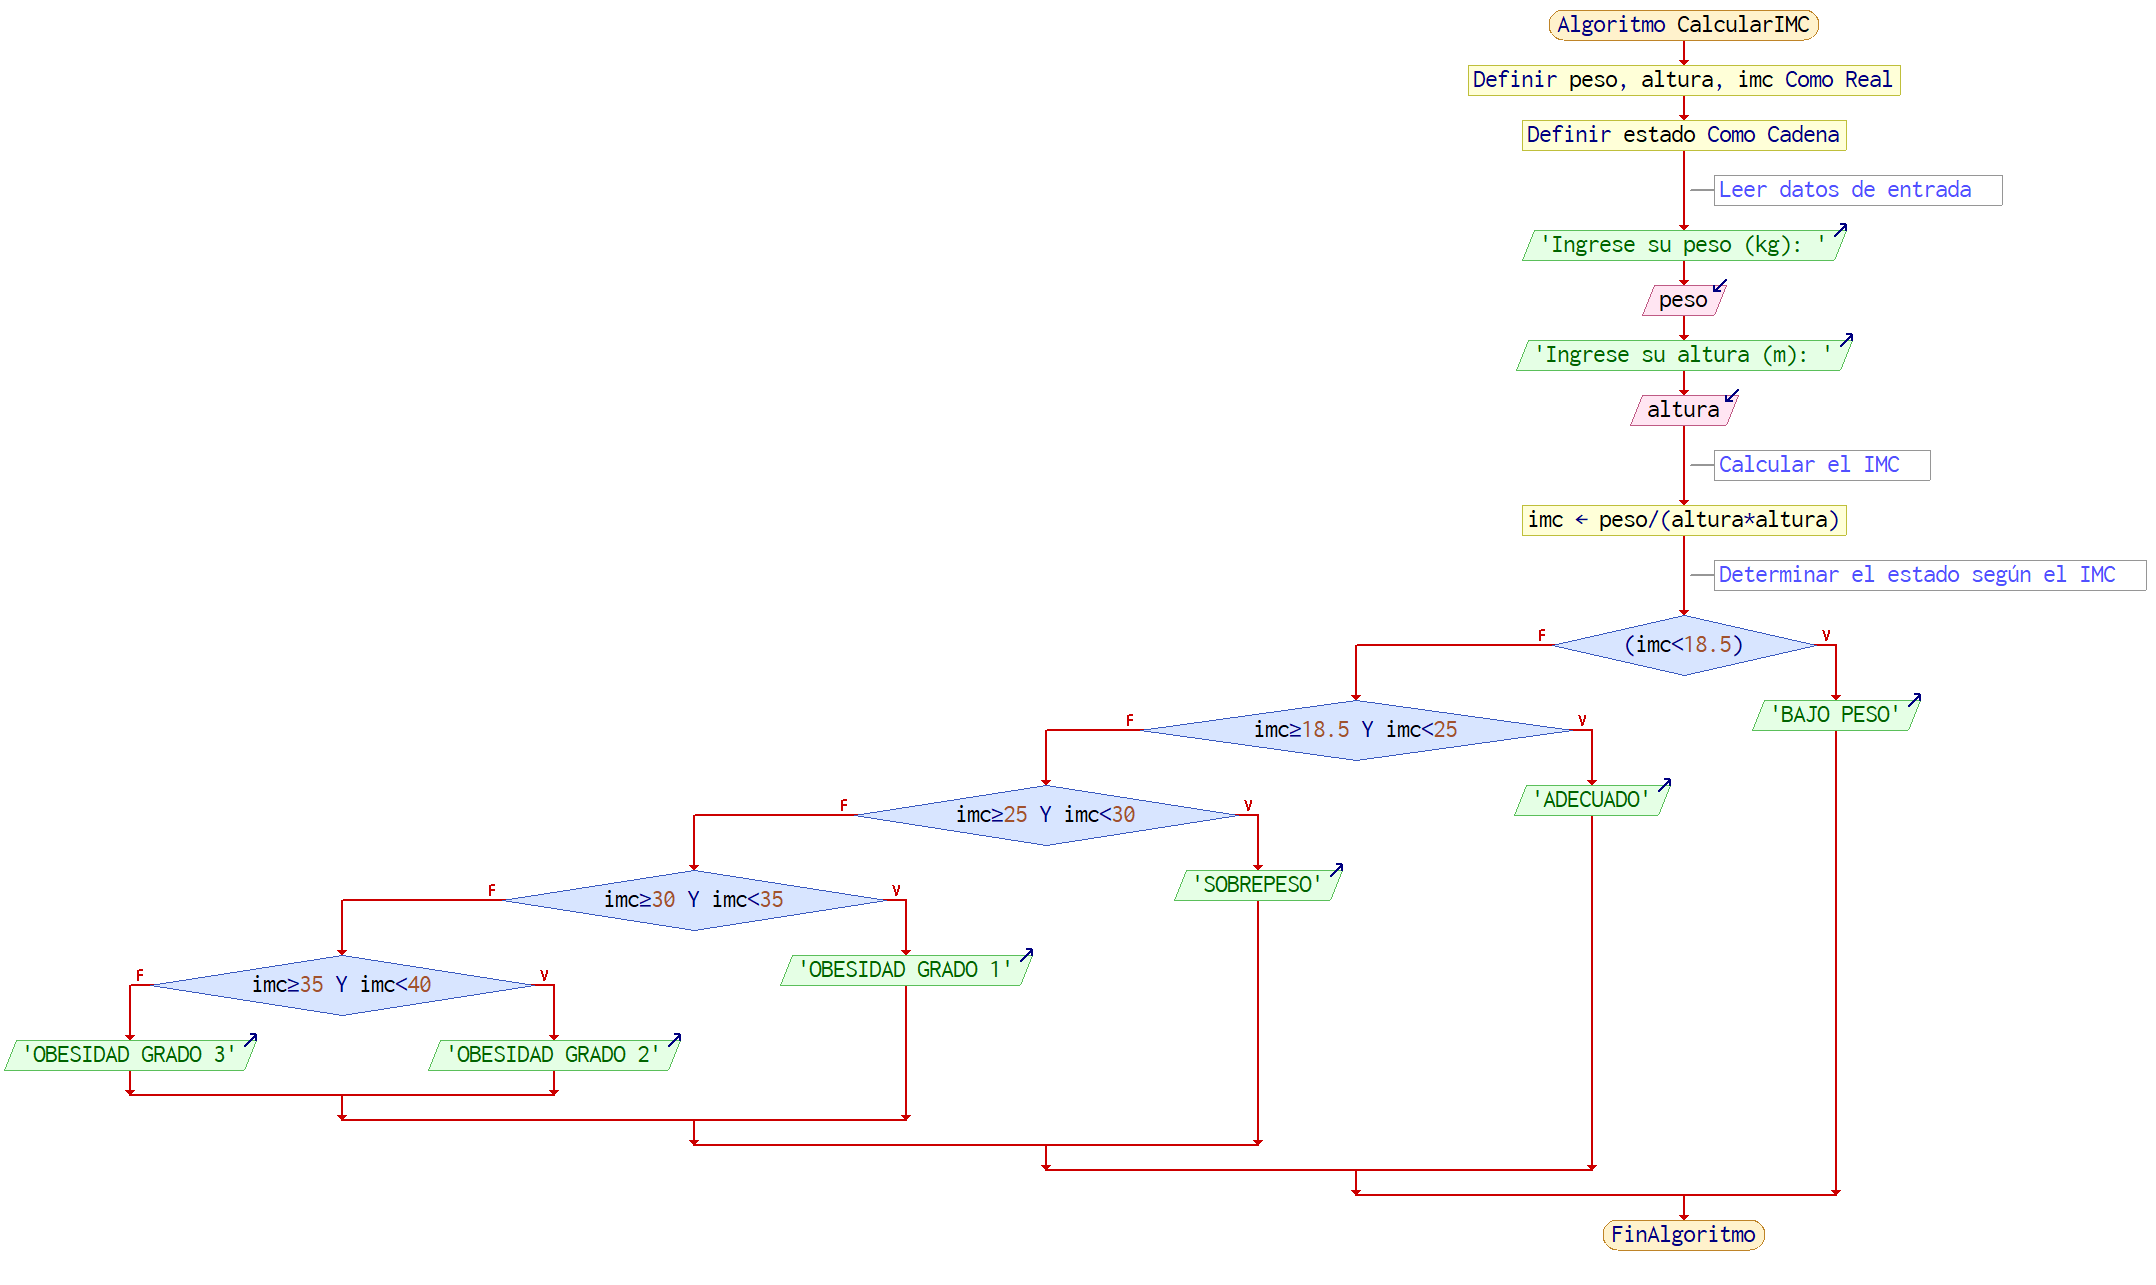 Algoritmo CalcularIMC
Definir peso, altura, imc Como Real
Definir estado Como Cadena
Leer datos de entrada
'Ingrese su peso (kg): '
peso
'Ingrese su altura (m): '
altura
Calcular el IMC
imc ← peso/(altura*altura)
Determinar el estado según el IMC
F
V
(imc<18.5)
F
V
'BAJO PESO'
imc≥18.5 Y imc<25
F
V
'ADECUADO'
imc≥25 Y imc<30
F
V
'SOBREPESO'
imc≥30 Y imc<35
F
V
'OBESIDAD GRADO 1'
imc≥35 Y imc<40
'OBESIDAD GRADO 3'
'OBESIDAD GRADO 2'
FinAlgoritmo